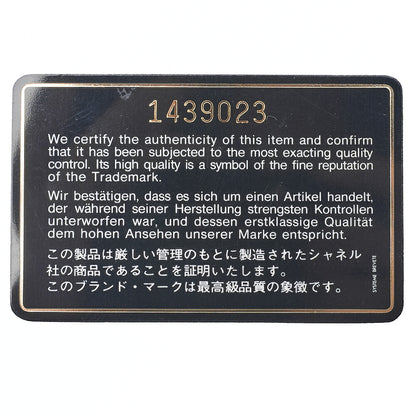 1439023
We certify the authenticity of this item and confirm
that it has been subjected to the most exacting quality
control. Its high quality is a symbol of the fine reputation
of the Trademark.
Wir bestätigen, dass es sich um einen Artikel handelt,
der während seiner Herstellung strengsten Kontrollen
unterworfen war, und dessen erstklassige Qualität
dem hohen Ansehen unserer Marke entspricht.
この製品は厳しい管理のもとに製造されたシャネル
社の商品であることを証明いたします。
このブランド・マークは最高級品質の象徴です。
SYSTEME BREVETE